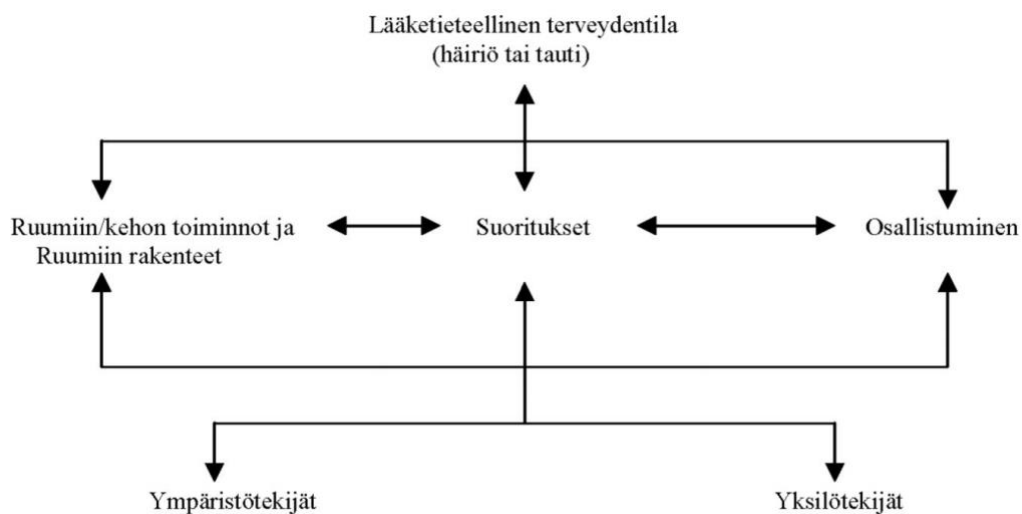 Lääketieteellinen terveydentila
(häiriö tai tauti)
Ruumiin/kehon toiminnot ja
Ruumiin rakenteet
Suoritukset
Osallistuminen
Ympäristötekijät
Yksilötekijät